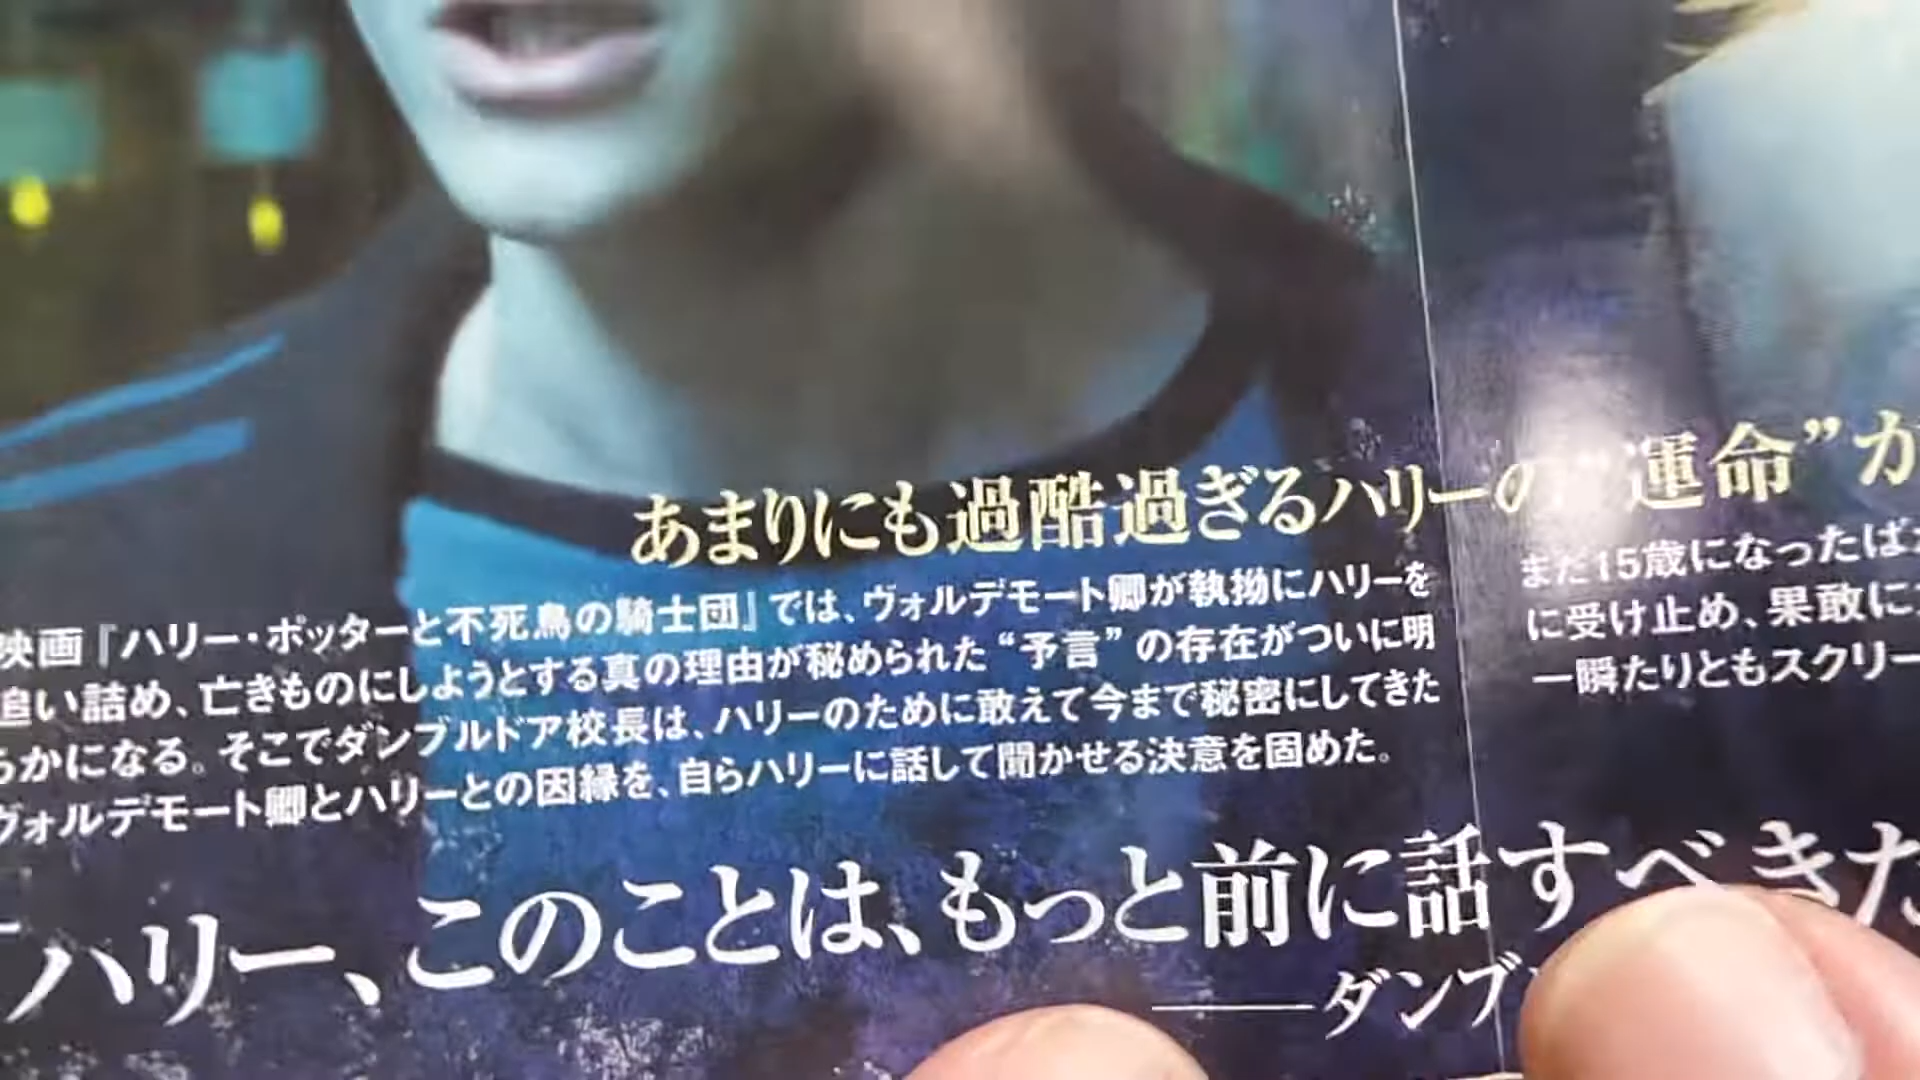 あまりにも過酷過ぎるハリーの“運命”か
映画『ハリー・ポッターと不死鳥の騎士団』では、ヴォルデモート卿が執拗にハリーを
追い詰め、亡きものにしようとする真の理由が秘められた“予言”の存在がついに明
らかになる。そこでダンブルドア校長は、ハリーのために敢えて今まで秘密にしてきた
ヴォルデモート卿とハリーとの因縁を、自らハリーに話して聞かせる決意を固めた。
まだ15歳になったば
に受け止め、果敢に
一瞬たりともスクリー
「ハリー、このことは、もっと前に話すべきた
――ダンブ